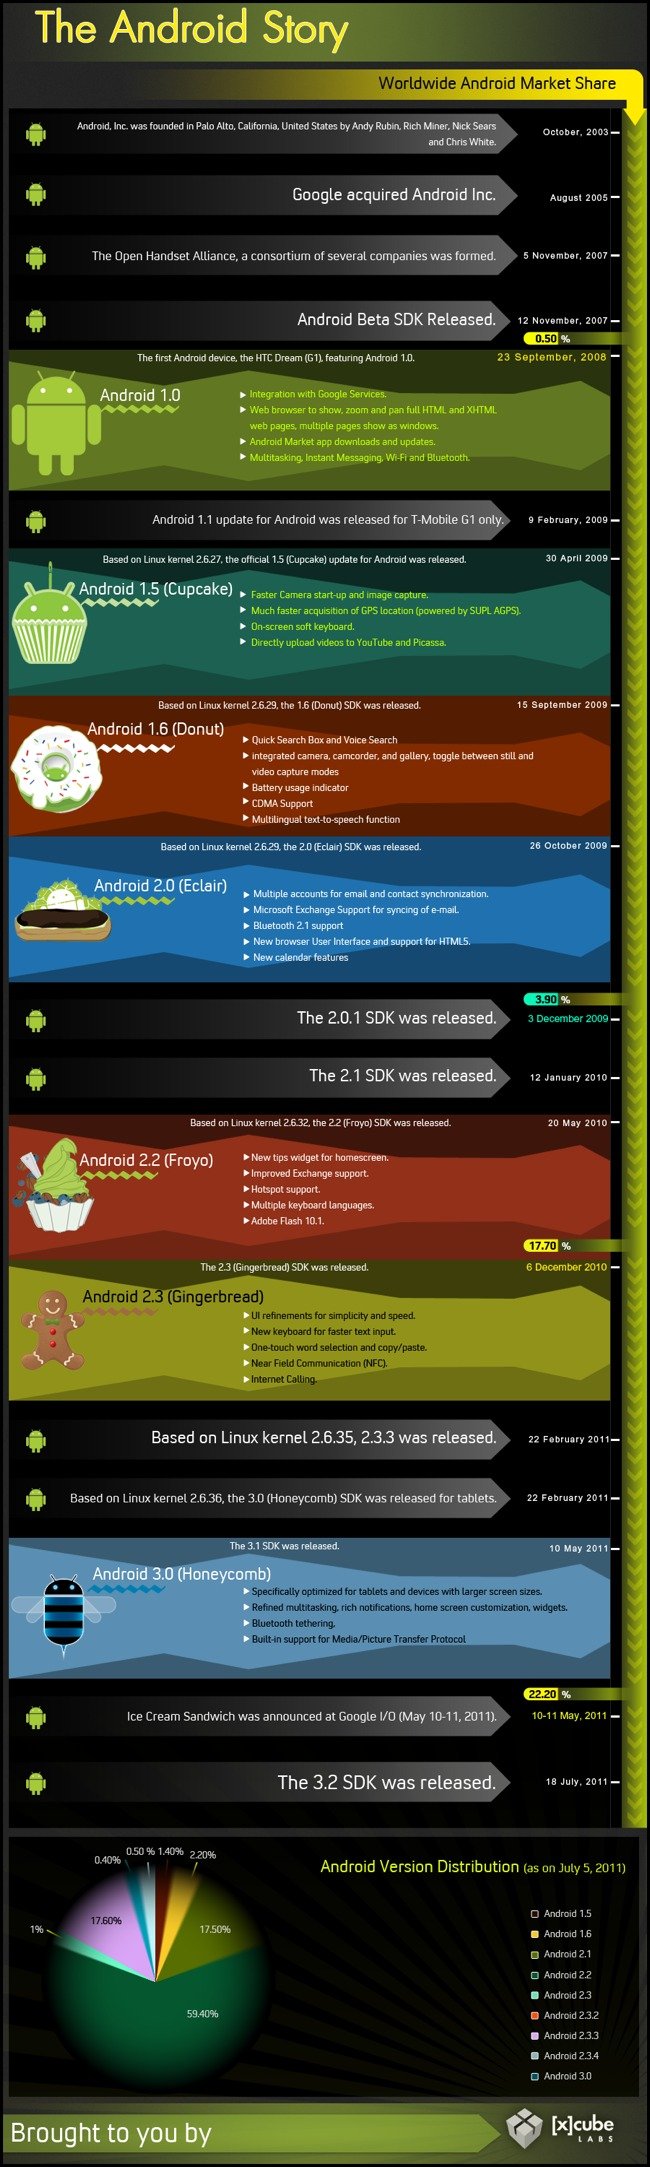 The Android Story
Worldwide Android Market Share
Android, Inc. was founded in Palo Alto, California, United States by Andy Rubin, Rich Miner, Nick Sears
and Chris White.
October, 2003
Google acquired Android Inc.
August 2005
The Open Handset Alliance, a consortium of several companies was formed.
5 November, 2007
Android Beta SDK Released.
12 November, 2007
0.50 %
The first Android device, the HTC Dream (G1), featuring Android 1.0.
23 September, 2008
Android 1.0
Integration with Google Services.
Web browser to show, zoom and pan full HTML and XHTML
web pages, multiple pages show as windows.
Android Market app downloads and updates.
Multitasking, Instant Messaging, Wi-Fi and Bluetooth.
Android 1.1 update for Android was released for T-Mobile G1 only.
9 February, 2009
Based on Linux kernel 2.6.27, the official 1.5 (Cupcake) update for Android was released.
30 April 2009
Android 1.5 (Cupcake)
Faster Camera start-up and image capture.
Much faster acquisition of GPS location (powered by SUPL AGPS).
On-screen soft keyboard.
Directly upload videos to YouTube and Picassa.
Based on Linux kernel 2.6.29, the 1.6 (Donut) SDK was released.
15 September 2009
Android 1.6 (Donut)
Quick Search Box and Voice Search
integrated camera, camcorder, and gallery, toggle between still and
video capture modes
Battery usage indicator
CDMA Support
Multilingual text-to-speech function
Based on Linux kernel 2.6.29, the 2.0 (Eclair) SDK was released.
26 October 2009
Android 2.0 (Eclair)
Multiple accounts for email and contact synchronization.
Microsoft Exchange Support for syncing of e-mail.
Bluetooth 2.1 support
New browser User Interface and support for HTML5.
New calendar features
3.90 %
The 2.0.1 SDK was released.
3 December 2009
The 2.1 SDK was released.
12 January 2010
Based on Linux kernel 2.6.32, the 2.2 (Froyo) SDK was released.
20 May 2010
Android 2.2 (Froyo)
New tips widget for homescreen.
Improved Exchange support.
Hotspot support.
Multiple keyboard languages.
Adobe Flash 10.1.
17.70 %
The 2.3 (Gingerbread) SDK was released.
6 December 2010
Android 2.3 (Gingerbread)
UI refinements for simplicity and speed.
New keyboard for faster text input.
One-touch word selection and copy/paste.
Near Field Communication (NFC).
Internet Calling.
Based on Linux kernel 2.6.35, 2.3.3 was released.
22 February 2011
Based on Linux kernel 2.6.36, the 3.0 (Honeycomb) SDK was released for tablets.
22 February 2011
The 3.1 SDK was released.
10 May 2011
Android 3.0 (Honeycomb)
Specifically optimized for tablets and devices with larger screen sizes.
Refined multitasking, rich notifications, home screen customization, widgets.
Bluetooth tethering,
Built-in support for Media/Picture Transfer Protocol
22.20 %
Ice Cream Sandwich was announced at Google I/O (May 10-11, 2011).
10-11 May, 2011
The 3.2 SDK was released.
18 July, 2011
Android Version Distribution (as on July 5, 2011)
0.40%
0.50 %
1.40%
2.20%
17.60%
17.50%
1%
59.40%
Android 1.5
Android 1.6
Android 2.1
Android 2.2
Android 2.3
Android 2.3.2
Android 2.3.3
Android 2.3.4
Android 3.0
Brought to you by
[x]cube
LABS